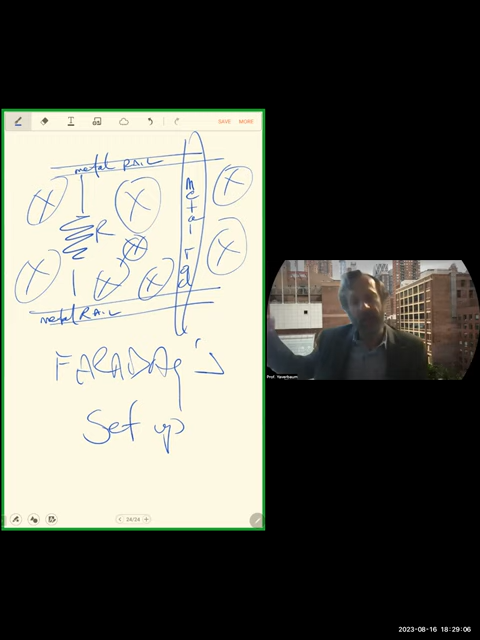 T
SAVE MORE
metal RAIL
R
metal rod
metal RAIL
FARADAY's
Set up
24/24
Prof. Yaverbaum
2023-08-16 18:29:06